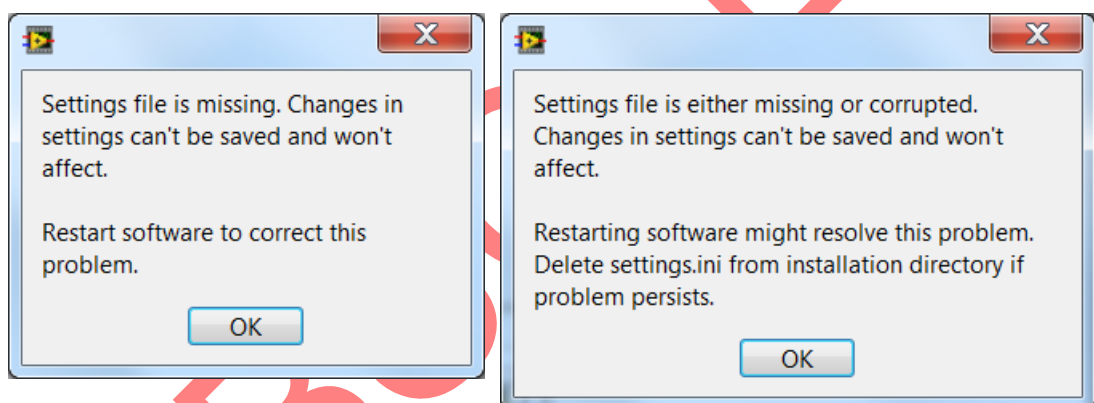 Settings file is missing. Changes in
settings can't be saved and won't
affect.
Restart software to correct this
problem.
OK
Settings file is either missing or corrupted.
Changes in settings can't be saved and won't
affect.
Restarting software might resolve this problem.
Delete settings.ini from installation directory if
problem persists.
OK